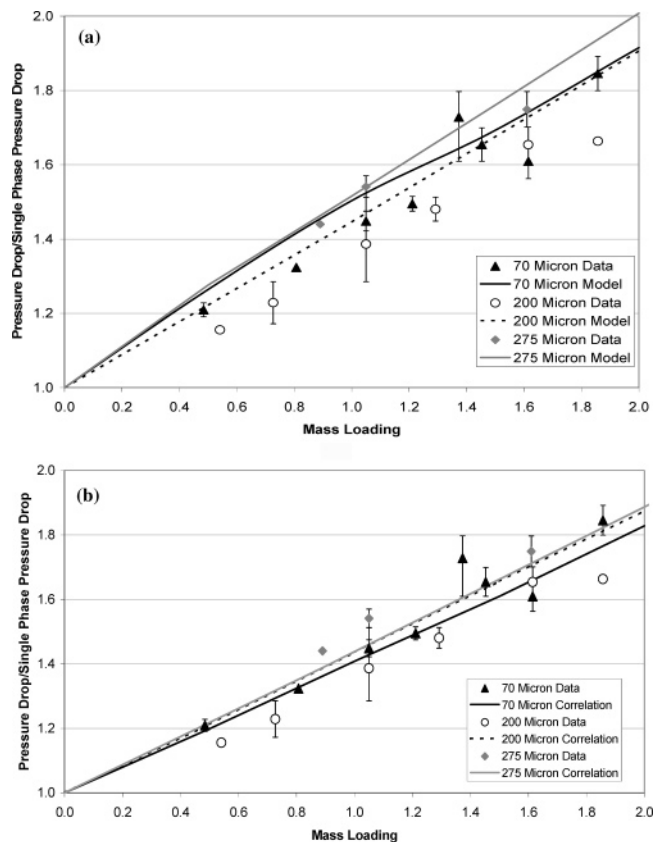 (a)
Pressure Drop/Single Phase Pressure Drop
2.0
1.8
1.6
1.4
1.2
1.0
70 Micron Data
70 Micron Model
200 Micron Data
200 Micron Model
275 Micron Data
275 Micron Model
0.0 0.2 0.4 0.6 0.8 1.0 1.2 1.4 1.6 1.8 2.0
Mass Loading
(b)
Pressure Drop/Single Phase Pressure Drop
2.0
1.8
1.6
1.4
1.2
1.0
70 Micron Data
70 Micron Correlation
200 Micron Data
200 Micron Correlation
275 Micron Data
275 Micron Correlation
0.0 0.2 0.4 0.6 0.8 1.0 1.2 1.4 1.6 1.8 2.0
Mass Loading